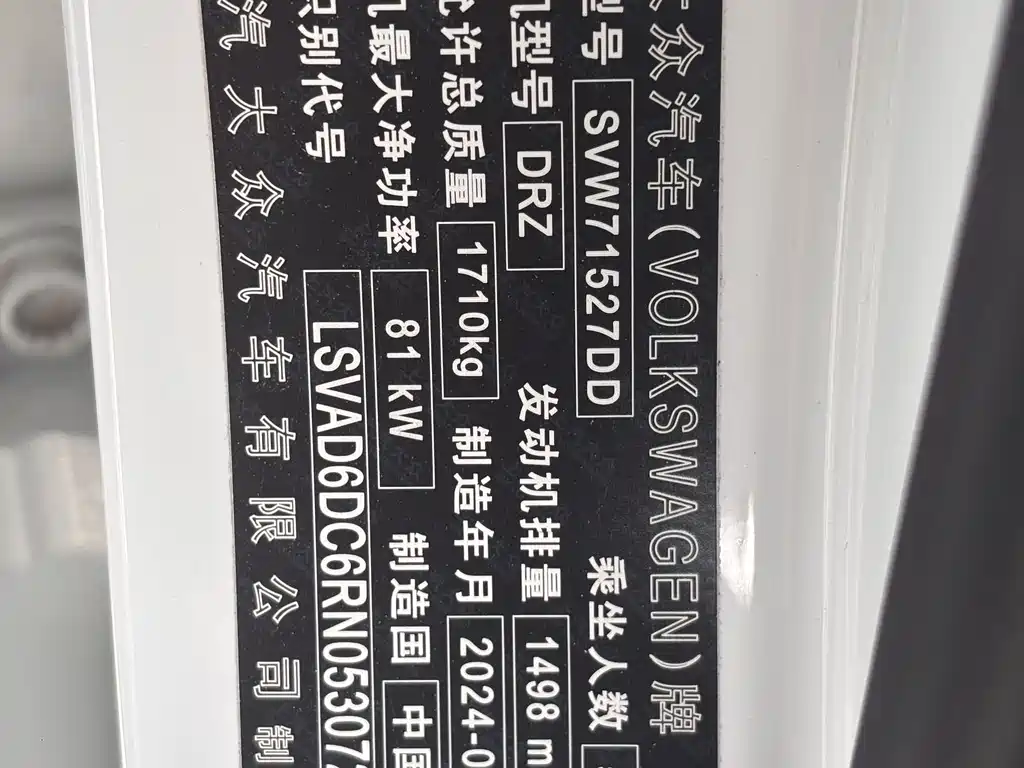 众汽车(VOLKSWAGEN)牌
型号 SVW71527DD 乘坐人数
型号 DRZ 发动机排量 1498 m
许总质量 1710kg 制造年月 2024-0
最大净功率 81 kW 制造国 中国
识别代号 LSVAD6DC6RN05307
汽大众汽车有限公司制